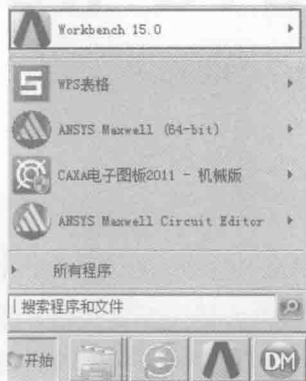 Workbench 15.0
WPS表格
ANSYS Maxwell (64-bit)
CAXA电子图板2011 - 机械版
ANSYS Maxwell Circuit Editor
所有程序
搜索程序和文件
开始
DM